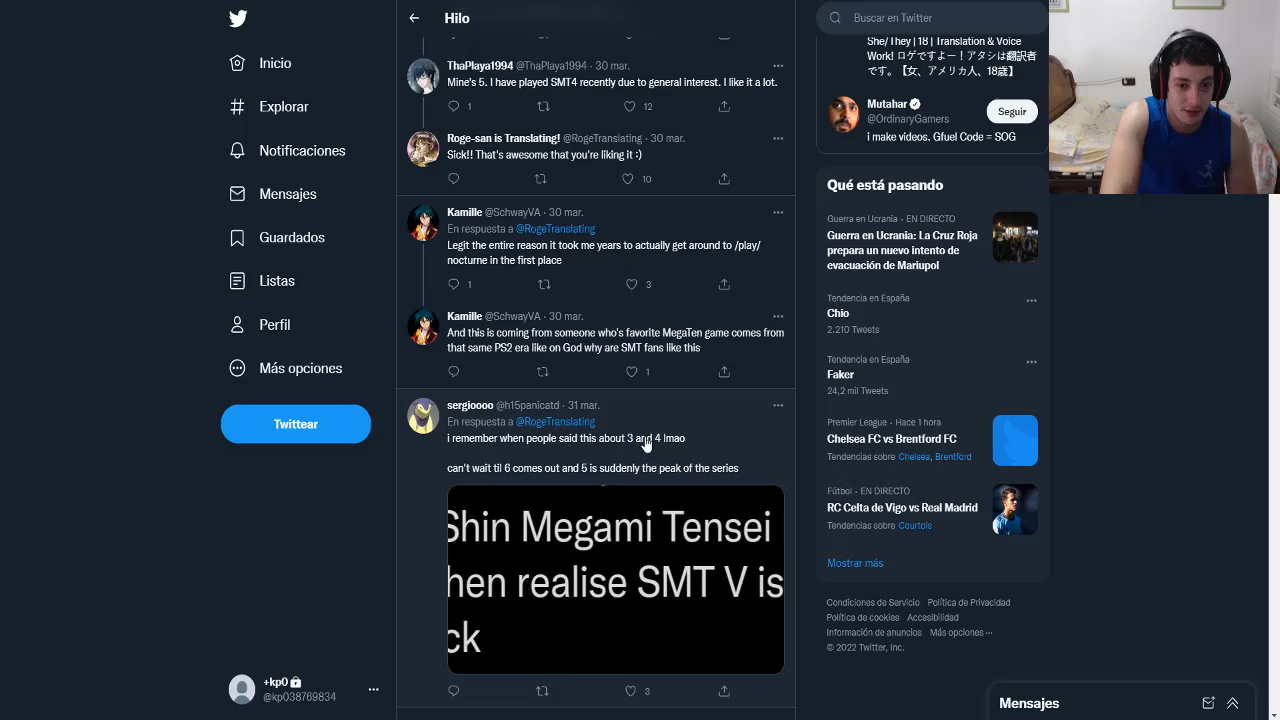 Inicio
Explorar
Notificaciones
Mensajes
Guardados
Listas
Perfil
Más opciones
Twittear
+kp0
@kp038769834
Hilo
ThaPlaya1994 @ThaPlaya1994 · 30 mar.
Mine's 5. I have played SMT4 recently due to general interest. I like it a lot.
1 12
Roge-san is Translating! @RogeTranslating · 30 mar.
Sick!! That's awesome that you're liking it :)
10
Kamille @SchwayVA · 30 mar.
En respuesta a @RogeTranslating
Legit the entire reason it took me years to actually get around to /play/
nocturne in the first place
1 3
Kamille @SchwayVA · 30 mar.
And this is coming from someone who's favorite MegaTen game comes from
that same PS2 era like on God why are SMT fans like this
1
sergioooo @h15panicatd · 31 mar.
En respuesta a @RogeTranslating
i remember when people said this about 3 and 4 lmao
can't wait til 6 comes out and 5 is suddenly the peak of the series
Shin Megami Tensei
hen realise SMT V is
ck
3
Buscar en Twitter
She/They | 18 | Translation & Voice
Work! ロゲですよー！アタシは翻訳者
です。【女、アメリカ人、18歳】
Mutahar
@OrdinaryGamers
Seguir
i make videos. Gfuel Code = SOG
Qué está pasando
Guerra en Ucrania · EN DIRECTO
Guerra en Ucrania: La Cruz Roja
prepara un nuevo intento de
evacuación de Mariupol
Tendencia en España
Chio
2.210 Tweets
Tendencia en España
Faker
24,2 mil Tweets
Premier League · Hace 1 hora
Chelsea FC vs Brentford FC
Tendencias sobre Chelsea, Brentford
Fútbol · EN DIRECTO
RC Celta de Vigo vs Real Madrid
Tendencias sobre Courtois
Mostrar más
Condiciones de Servicio Política de Privacidad
Política de cookies Accesibilidad
Información de anuncios Más opciones ···
© 2022 Twitter, Inc.
Mensajes